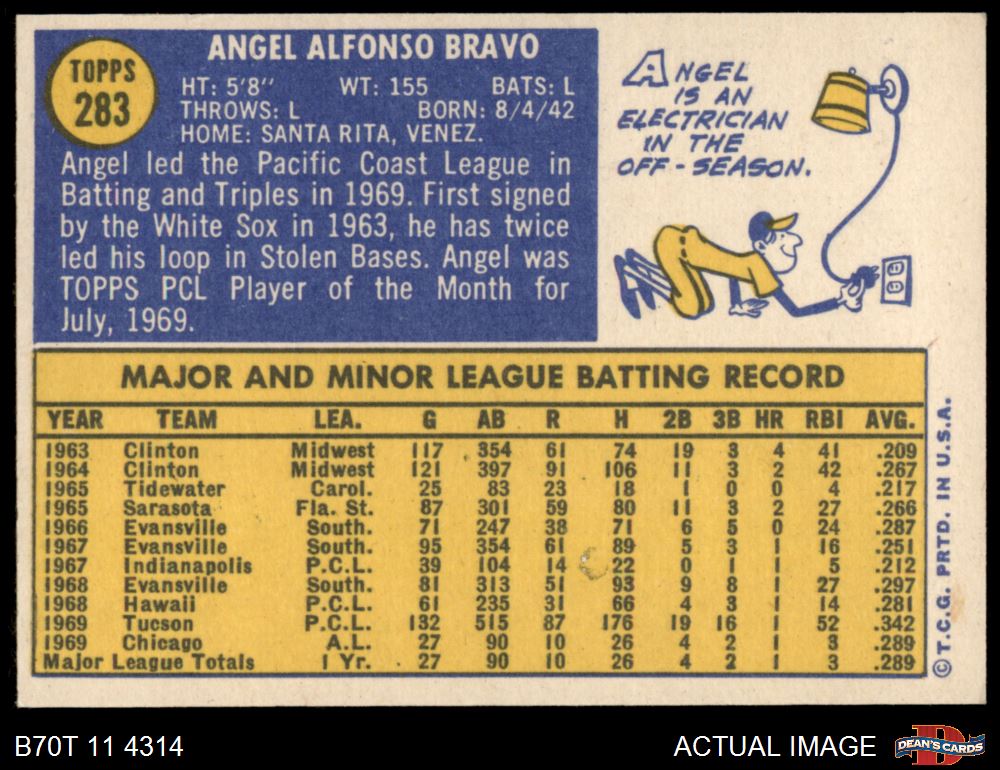 TOPPS
283
ANGEL ALFONSO BRAVO
HT: 5'8" WT: 155 BATS: L
THROWS: L BORN: 8/4/42
HOME: SANTA RITA, VENEZ.
Angel led the Pacific Coast League in
Batting and Triples in 1969. First signed
by the White Sox in 1963, he has twice
led his loop in Stolen Bases. Angel was
TOPPS PCL Player of the Month for
July, 1969.
ANGEL
IS AN
ELECTRICIAN
IN THE
OFF-SEASON.
MAJOR AND MINOR LEAGUE BATTING RECORD
YEAR TEAM LEA. G AB R H 2B 3B HR RBI AVG.
1963 Clinton Midwest 117 354 61 74 19 3 4 41 .209
1964 Clinton Midwest 121 397 91 106 11 3 2 42 .267
1965 Tidewater Carol. 25 83 23 18 1 0 0 4 .217
1965 Sarasota Fla. St. 87 301 59 80 11 3 2 27 .266
1966 Evansville South. 71 247 38 71 6 5 0 24 .287
1967 Evansville South. 95 354 61 89 5 3 1 16 .251
1967 Indianapolis P.C.L. 39 104 14 22 0 1 1 5 .212
1968 Evansville South. 81 313 51 93 9 8 1 27 .297
1968 Hawaii P.C.L. 61 235 31 66 4 3 1 14 .281
1969 Tucson P.C.L. 132 515 87 176 19 16 1 52 .342
1969 Chicago A.L. 27 90 10 26 4 2 1 3 .289
Major League Totals 1 Yr. 27 90 10 26 4 2 1 3 .289
©T.C.G. PRTD. IN U.S.A.
B70T 11 4314
ACTUAL IMAGE
D
DEAN'S CARDS